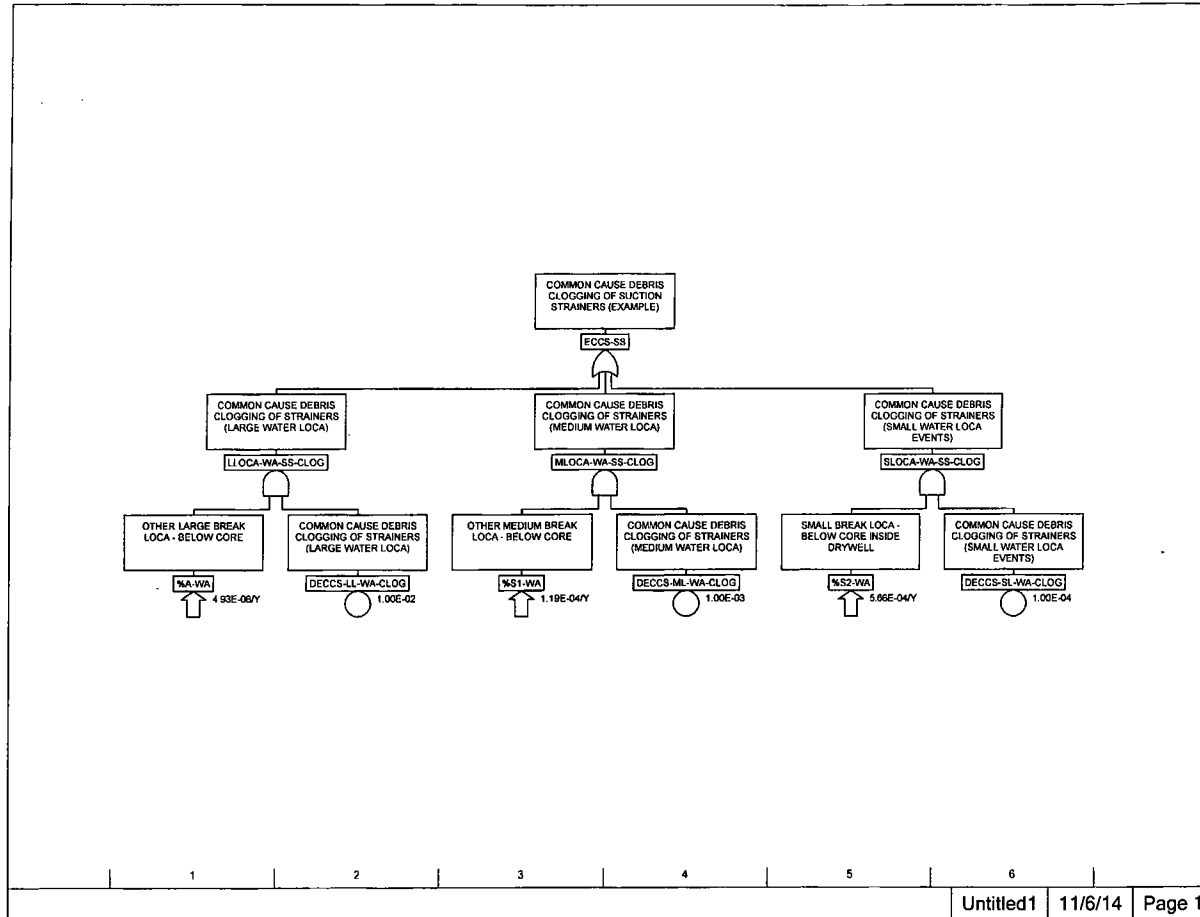 COMMON CAUSE DEBRIS
CLOGGING OF SUCTION
STRAINERS (EXAMPLE)
ECCS-SS
COMMON CAUSE DEBRIS
CLOGGING OF STRAINERS
(LARGE WATER LOCA)
LLOCA-WA-SS-CLOG
COMMON CAUSE DEBRIS
CLOGGING OF STRAINERS
(MEDIUM WATER LOCA)
MLOCA-WA-SS-CLOG
COMMON CAUSE DEBRIS
CLOGGING OF STRAINERS
(SMALL WATER LOCA
EVENTS)
SLOCA-WA-SS-CLOG
OTHER LARGE BREAK
LOCA - BELOW CORE
%A-WA
4.93E-06/Y
COMMON CAUSE DEBRIS
CLOGGING OF STRAINERS
(LARGE WATER LOCA)
DECCS-LL-WA-CLOG
1.00E-02
OTHER MEDIUM BREAK
LOCA - BELOW CORE
%S1-WA
1.19E-04/Y
COMMON CAUSE DEBRIS
CLOGGING OF STRAINERS
(MEDIUM WATER LOCA)
DECCS-ML-WA-CLOG
1.00E-03
SMALL BREAK LOCA -
BELOW CORE INSIDE
DRYWELL
%S2-WA
5.66E-04/Y
COMMON CAUSE DEBRIS
CLOGGING OF STRAINERS
(SMALL WATER LOCA
EVENTS)
DECCS-SL-WA-CLOG
1.00E-04
1 2 3 4 5 6
Untitled1 11/6/14 Page 1